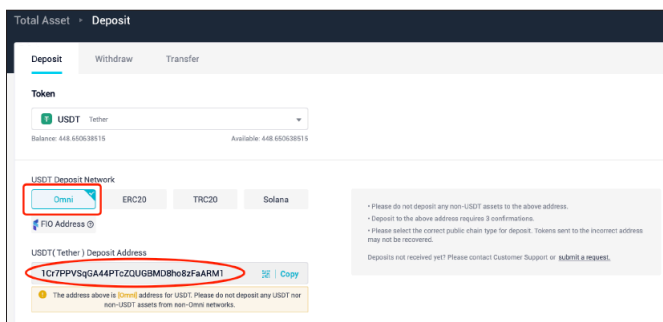 Total Asset ▸ Deposit
Deposit Withdraw Transfer
Token
USDT Tether
Balance: 448.650638515 Available: 448.650638515
USDT Deposit Network
Omni ERC20 TRC20 Solana
FIO Address
USDT( Tether ) Deposit Address
1Cr7PPVSqGA44PTcZQUGBMD8ho8zFaARM1 Copy
The address above is [Omni] address for USDT. Please do not deposit any USDT nor
non-USDT assets from non-Omni networks.
• Please do not deposit any non-USDT assets to the above address.
• Deposit to the above address requires 3 confirmations.
• Please select the correct public chain type for deposit. Tokens sent to the incorrect address
may not be recovered.
Deposits not received yet? Please contact Customer Support or submit a request.